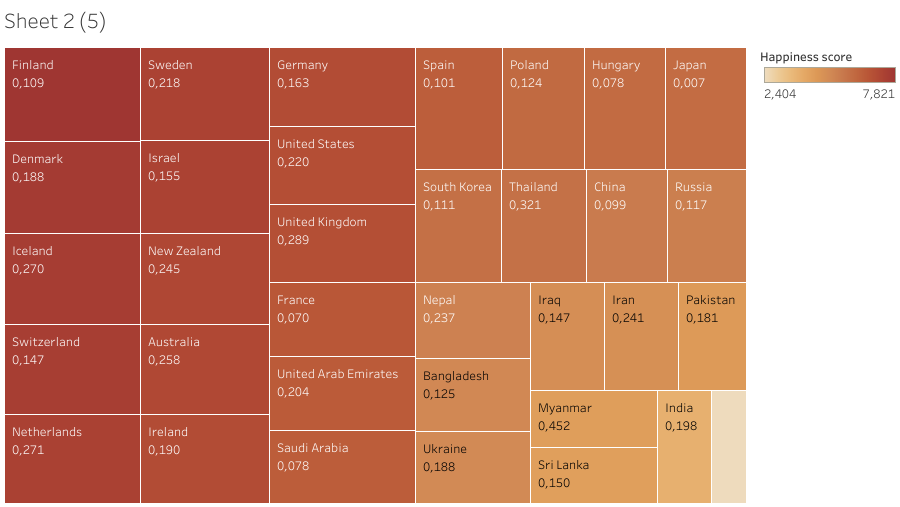 Sheet 2 (5)
Finland
0,109
Denmark
0,188
Iceland
0,270
Switzerland
0,147
Netherlands
0,271
Sweden
0,218
Israel
0,155
New Zealand
0,245
Australia
0,258
Ireland
0,190
Germany
0,163
United States
0,220
United Kingdom
0,289
France
0,070
United Arab Emirates
0,204
Saudi Arabia
0,078
Spain
0,101
Poland
0,124
Hungary
0,078
Japan
0,007
South Korea
0,111
Thailand
0,321
China
0,099
Russia
0,117
Nepal
0,237
Bangladesh
0,125
Ukraine
0,188
Iraq
0,147
Iran
0,241
Pakistan
0,181
Myanmar
0,452
Sri Lanka
0,150
India
0,198
Happiness score
2,404 7,821